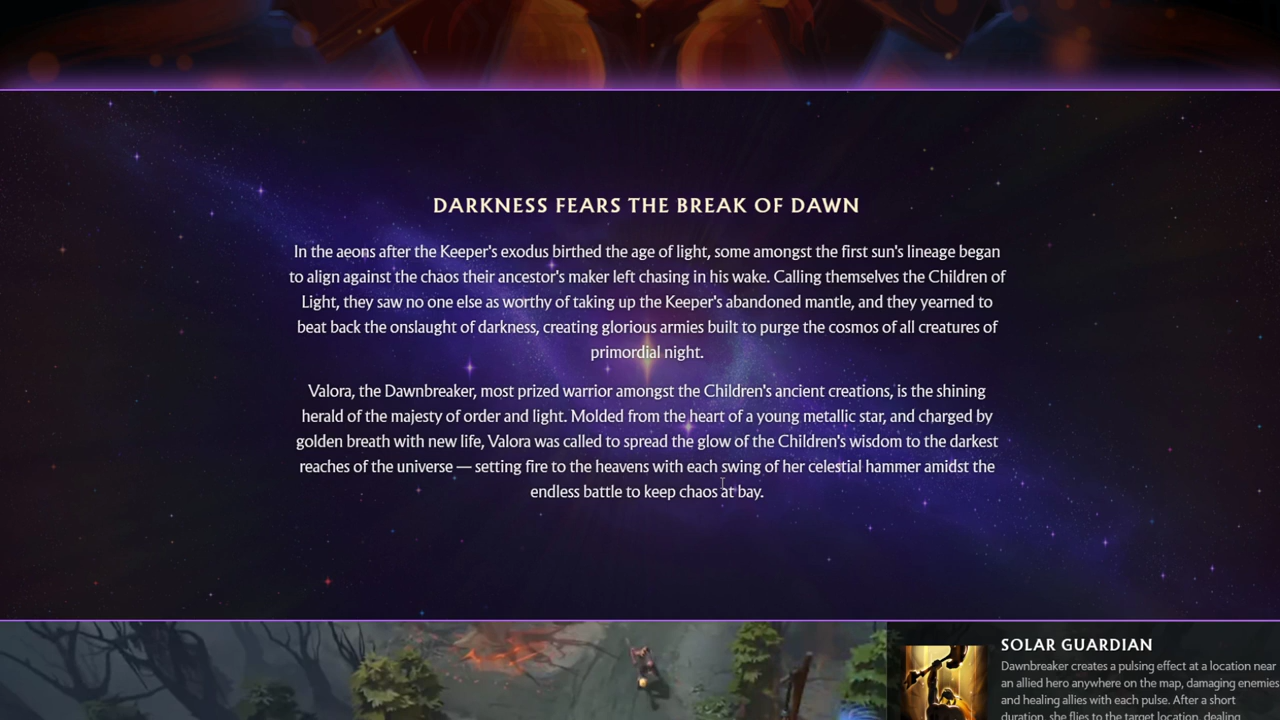 DARKNESS FEARS THE BREAK OF DAWN
In the aeons after the Keeper's exodus birthed the age of light, some amongst the first sun's lineage began
to align against the chaos their ancestor's maker left chasing in his wake. Calling themselves the Children of
Light, they saw no one else as worthy of taking up the Keeper's abandoned mantle, and they yearned to
beat back the onslaught of darkness, creating glorious armies built to purge the cosmos of all creatures of
primordial night.
Valora, the Dawnbreaker, most prized warrior amongst the Children's ancient creations, is the shining
herald of the majesty of order and light. Molded from the heart of a young metallic star, and charged by
golden breath with new life, Valora was called to spread the glow of the Children's wisdom to the darkest
reaches of the universe — setting fire to the heavens with each swing of her celestial hammer amidst the
endless battle to keep chaos at bay.
SOLAR GUARDIAN
Dawnbreaker creates a pulsing effect at a location near
an allied hero anywhere on the map, damaging enemies
and healing allies with each pulse. After a short
duration, she flies to the target location, dealing